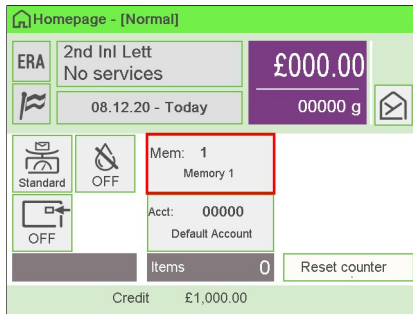 Homepage - [Normal]
ERA
2nd Inl Lett
No services
£000.00
08.12.20 - Today
00000 g
Standard
OFF
Mem: 1
Memory 1
OFF
Acct: 00000
Default Account
Items 0
Reset counter
Credit £1,000.00